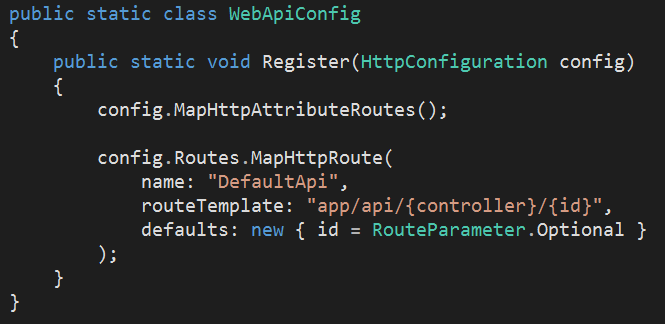 public static class WebApiConfig
{
    public static void Register(HttpConfiguration config)
    {
        config.MapHttpAttributeRoutes();
        config.Routes.MapHttpRoute(
            name: "DefaultApi",
            routeTemplate: "app/api/{controller}/{id}",
            defaults: new { id = RouteParameter.Optional }
        );
    }
}